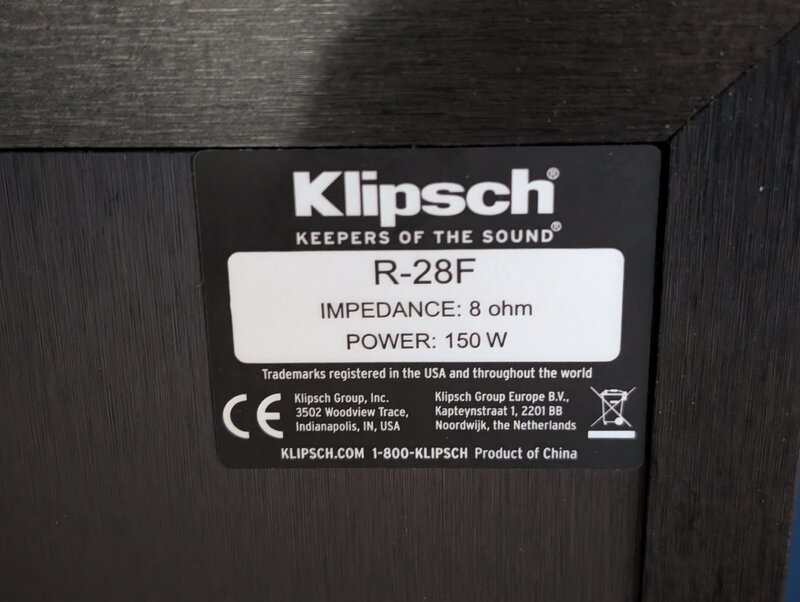 Klipsch®
KEEPERS OF THE SOUND®
R-28F
IMPEDANCE: 8 ohm
POWER: 150 W
Trademarks registered in the USA and throughout the world
CE
Klipsch Group, Inc.
3502 Woodview Trace,
Indianapolis, IN, USA
Klipsch Group Europe B.V.,
Kapteynstraat 1, 2201 BB
Noordwijk, the Netherlands
KLIPSCH.COM 1-800-KLIPSCH Product of China